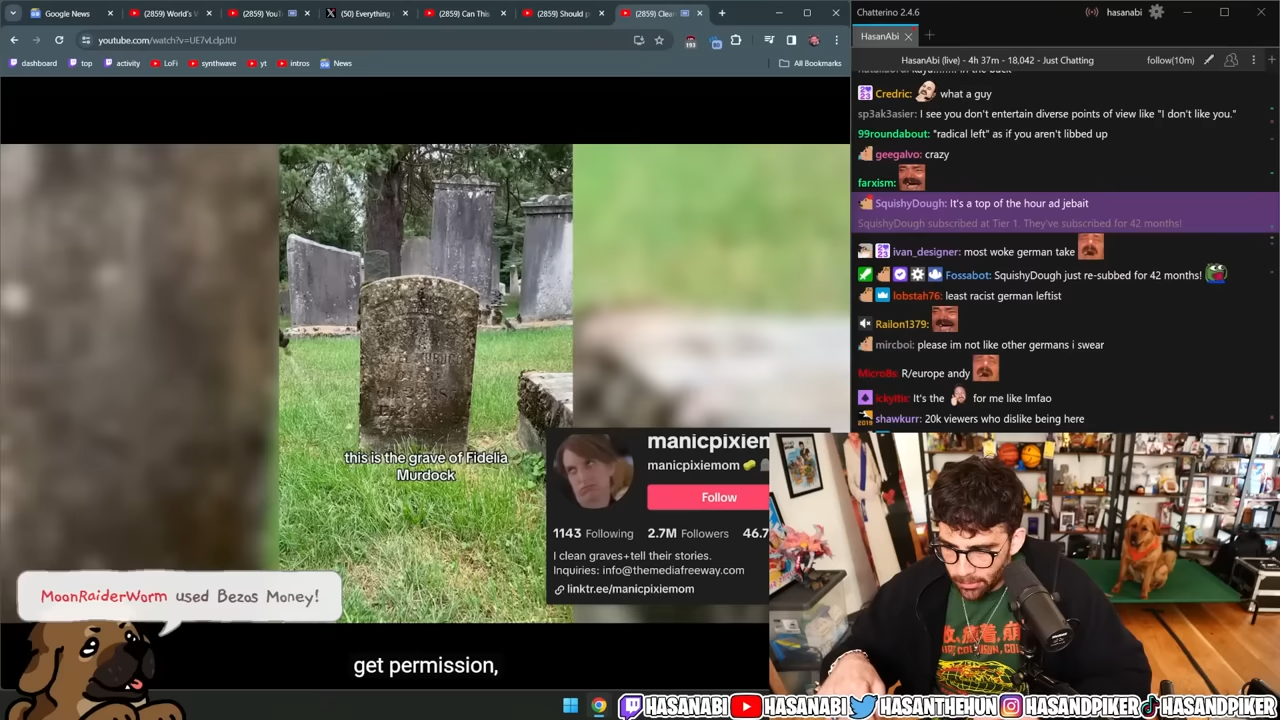 Google News
(2859) World's
(2859) YouT
(50) Everything
(2859) Can This
(2859) Should p
(2859) Clean
youtube.com/watch?v=UE7vLclpJtU
193
dashboard
top
activity
LoFi
synthwave
yt
intros
News
All Bookmarks
this is the grave of Fidelia
Murdock
manicpixiem
manicpixiemom
Follow
1143 Following 2.7M Followers 46.7
I clean graves+tell their stories.
Inquiries: info@themediafreeway.com
linktr.ee/manicpixiemom
MoonRaiderWorm used Bezos Money!
get permission,
Chatterino 2.4.6
hasanabi
HasanAbi
HasanAbi (live) - 4h 37m - 18,042 - Just Chatting
follow(10m)
Credric: what a guy
sp3ak3asier: I see you don't entertain diverse points of view like "I don't like you."
99roundabout: "radical left" as if you aren't libbed up
geegalvo: crazy
farxism:
SquishyDough: It's a top of the hour ad jebait
SquishyDough subscribed at Tier 1. They've subscribed for 42 months!
ivan_designer: most woke german take
Fossabot: SquishyDough just re-subbed for 42 months!
lobstah76: least racist german leftist
Railon1379:
mircboi: please im not like other germans i swear
Micro8s: R/europe andy
ickyitis: It's the for me like lmfao
shawkurr: 20k viewers who dislike being here
HASANABI
HASANABI
HASANTHEHUN
HASANDPIKER
HASANDPIKER